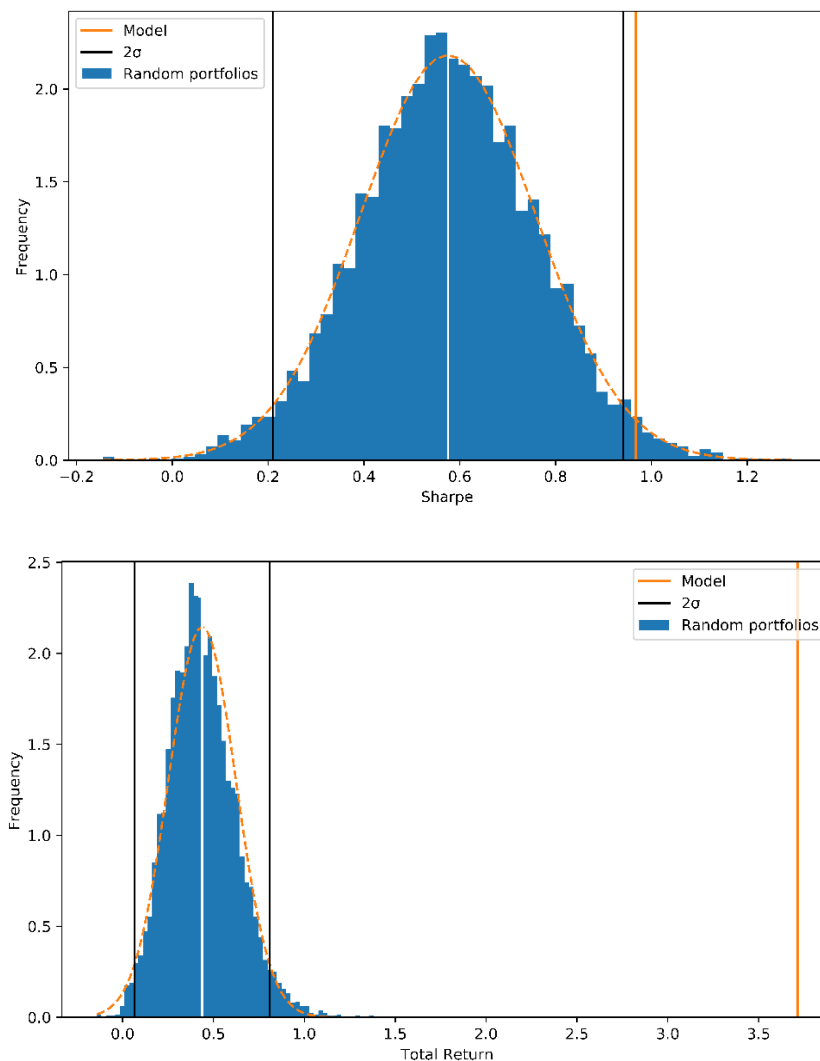 Model
2σ
Random portfolios
Frequency
2.0
1.5
1.0
0.5
0.0
−0.2 0.0 0.2 0.4 0.6 0.8 1.0 1.2
Sharpe
Model
2σ
Random portfolios
Frequency
2.5
2.0
1.5
1.0
0.5
0.0
0.0 0.5 1.0 1.5 2.0 2.5 3.0 3.5
Total Return